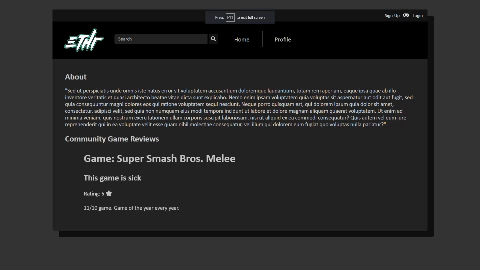 Press F11 to exit full screen
Sign Up Login
Search
Home Profile
About
"Sed ut perspiciatis unde omnis iste natus error sit voluptatem accusantium doloremque laudantium, totam rem aperiam, eaque ipsa quae ab illo
inventore veritatis et quasi architecto beatae vitae dicta sunt explicabo. Nemo enim ipsam voluptatem quia voluptas sit aspernatur aut odit aut fugit, sed
quia consequuntur magni dolores eos qui ratione voluptatem sequi nesciunt. Neque porro quisquam est, qui dolorem ipsum quia dolor sit amet,
consectetur, adipisci velit, sed quia non numquam eius modi tempora incidunt ut labore et dolore magnam aliquam quaerat voluptatem. Ut enim ad
minima veniam, quis nostrum exercitationem ullam corporis suscipit laboriosam, nisi ut aliquid ex ea commodi consequatur? Quis autem vel eum iure
reprehenderit qui in ea voluptate velit esse quam nihil molestiae consequatur, vel illum qui dolorem eum fugiat quo voluptas nulla pariatur?"
Community Game Reviews
Game: Super Smash Bros. Melee
This game is sick
Rating: 5
11/10 game. Game of the year every year.